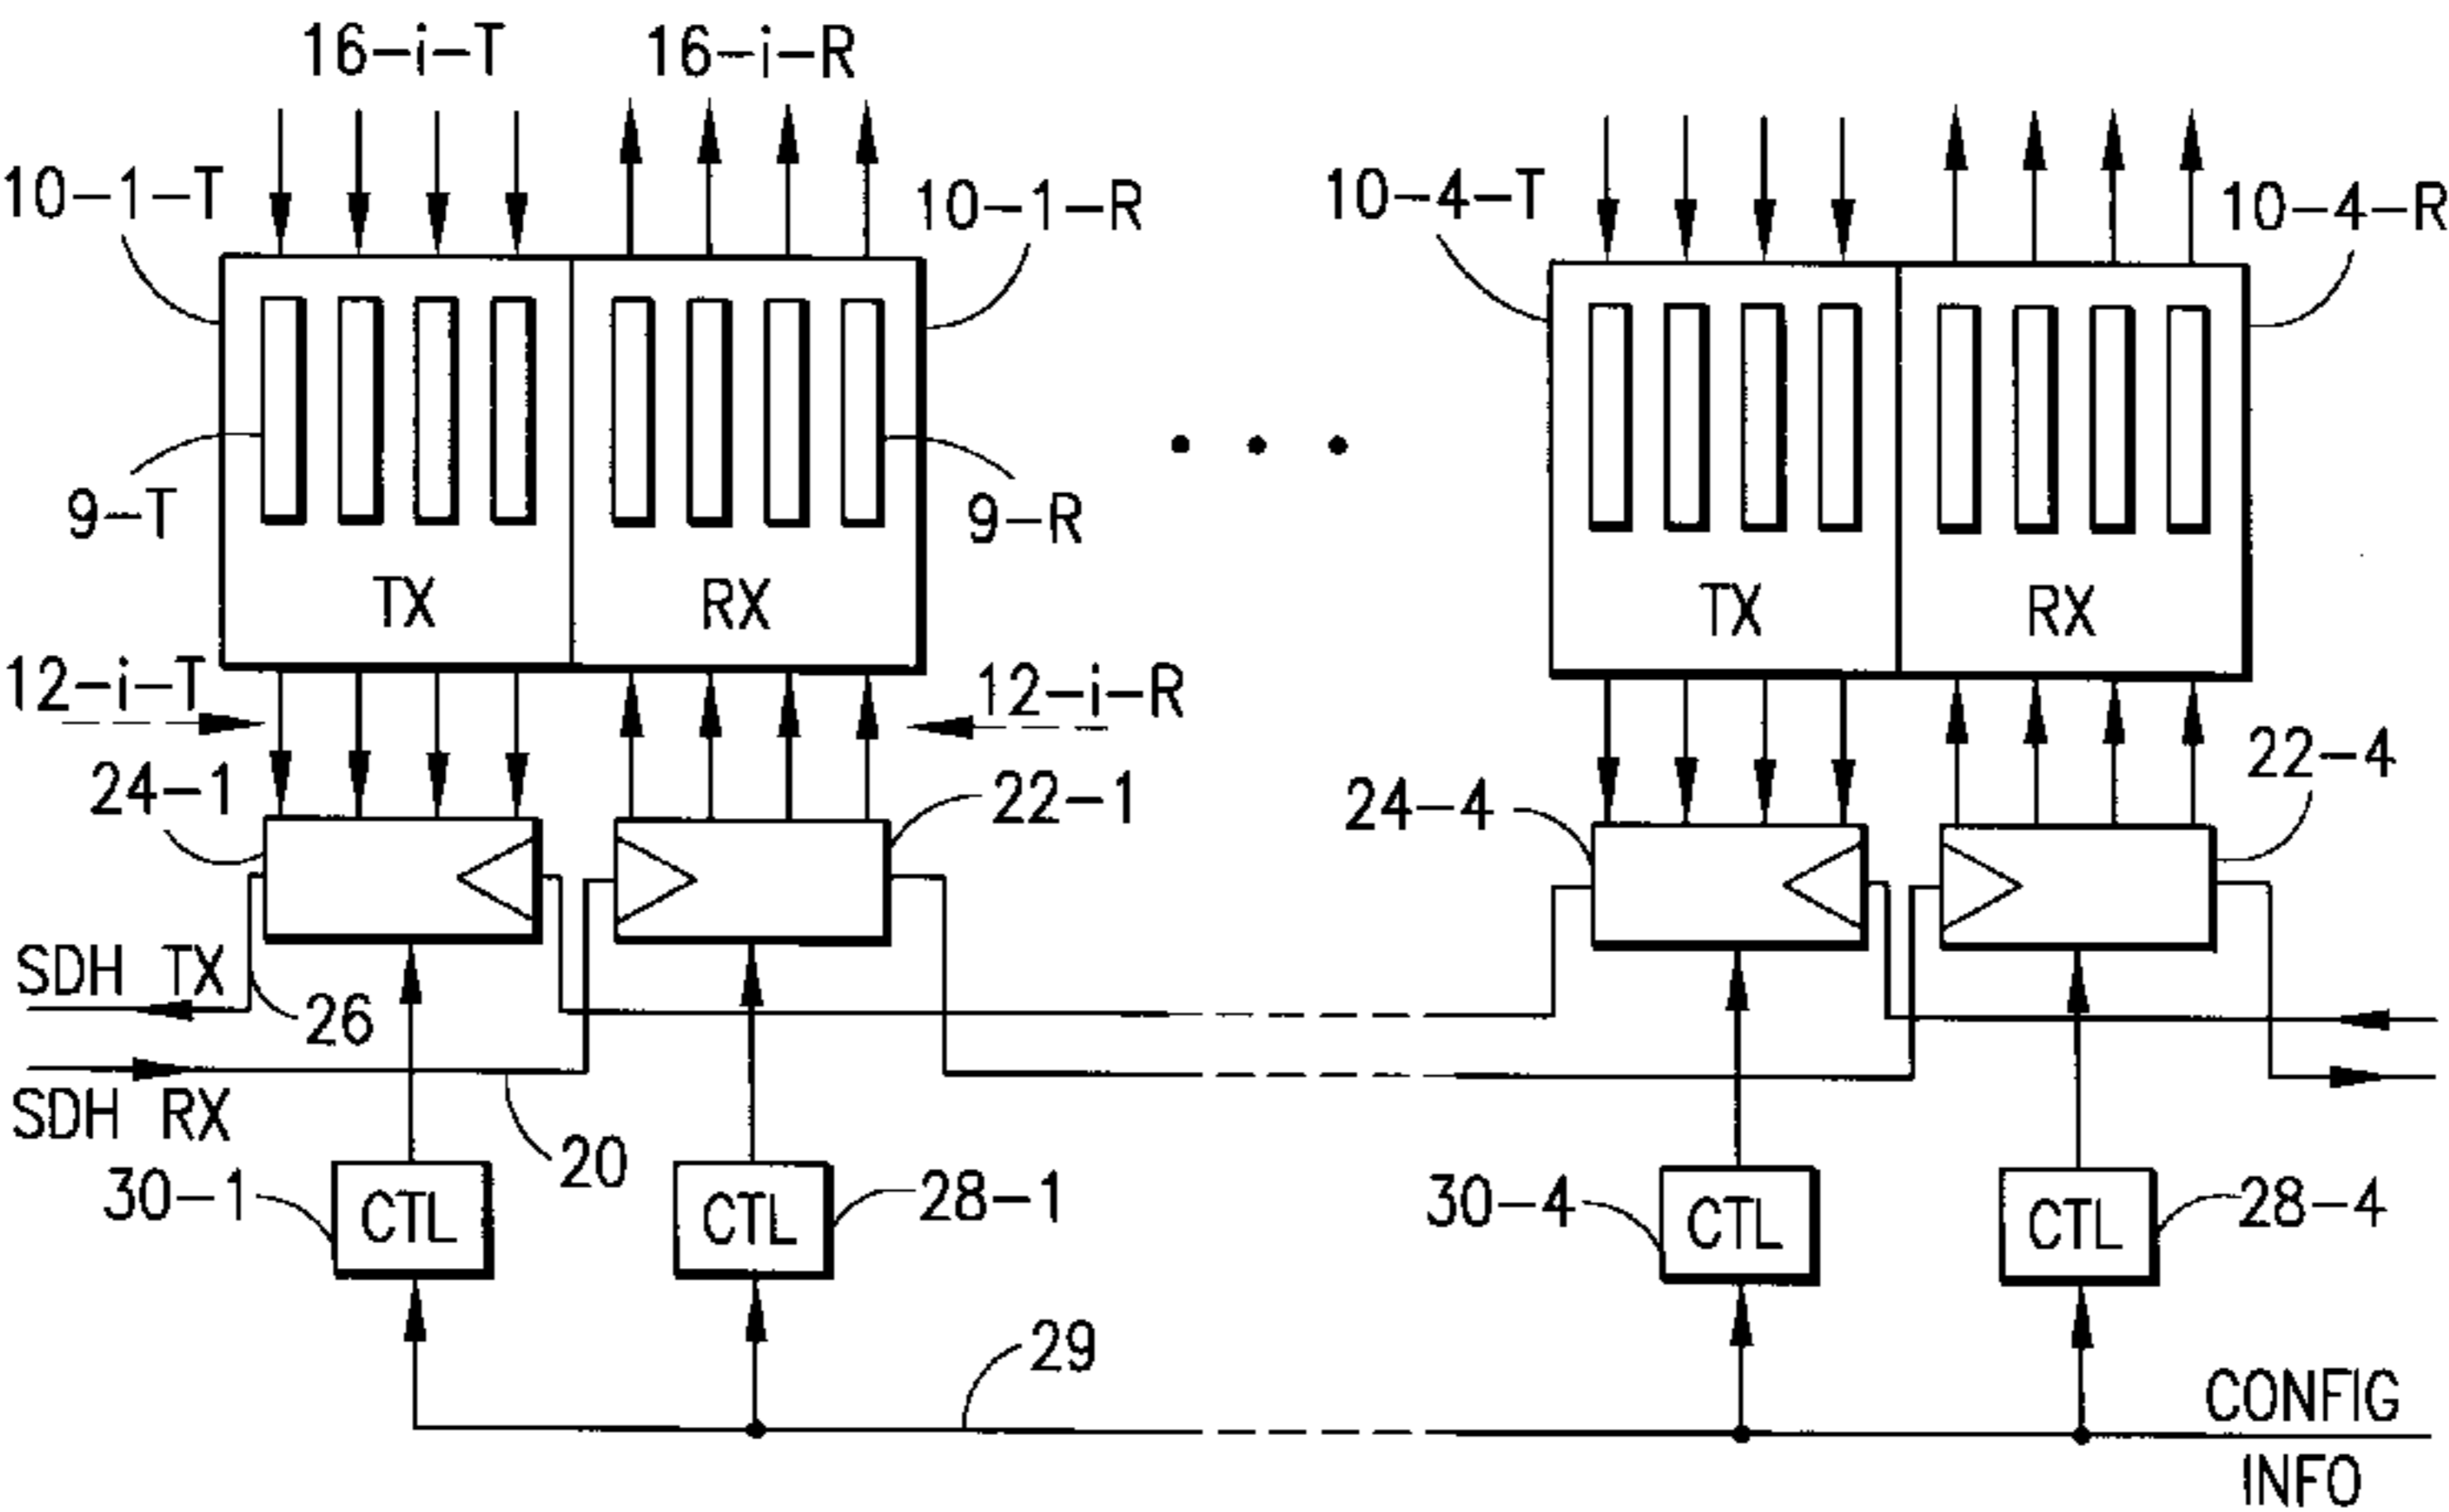 16-i-T
16-i-R
10-1-T
10-1-R
10-4-T
10-4-R
9-T
9-R
TX
RX
TX
RX
12-i-T
12-i-R
24-1
22-1
24-4
22-4
SDH TX
26
SDH RX
20
30-1
CTL
CTL
28-1
30-4
CTL
CTL
28-4
29
CONFIG
INFO